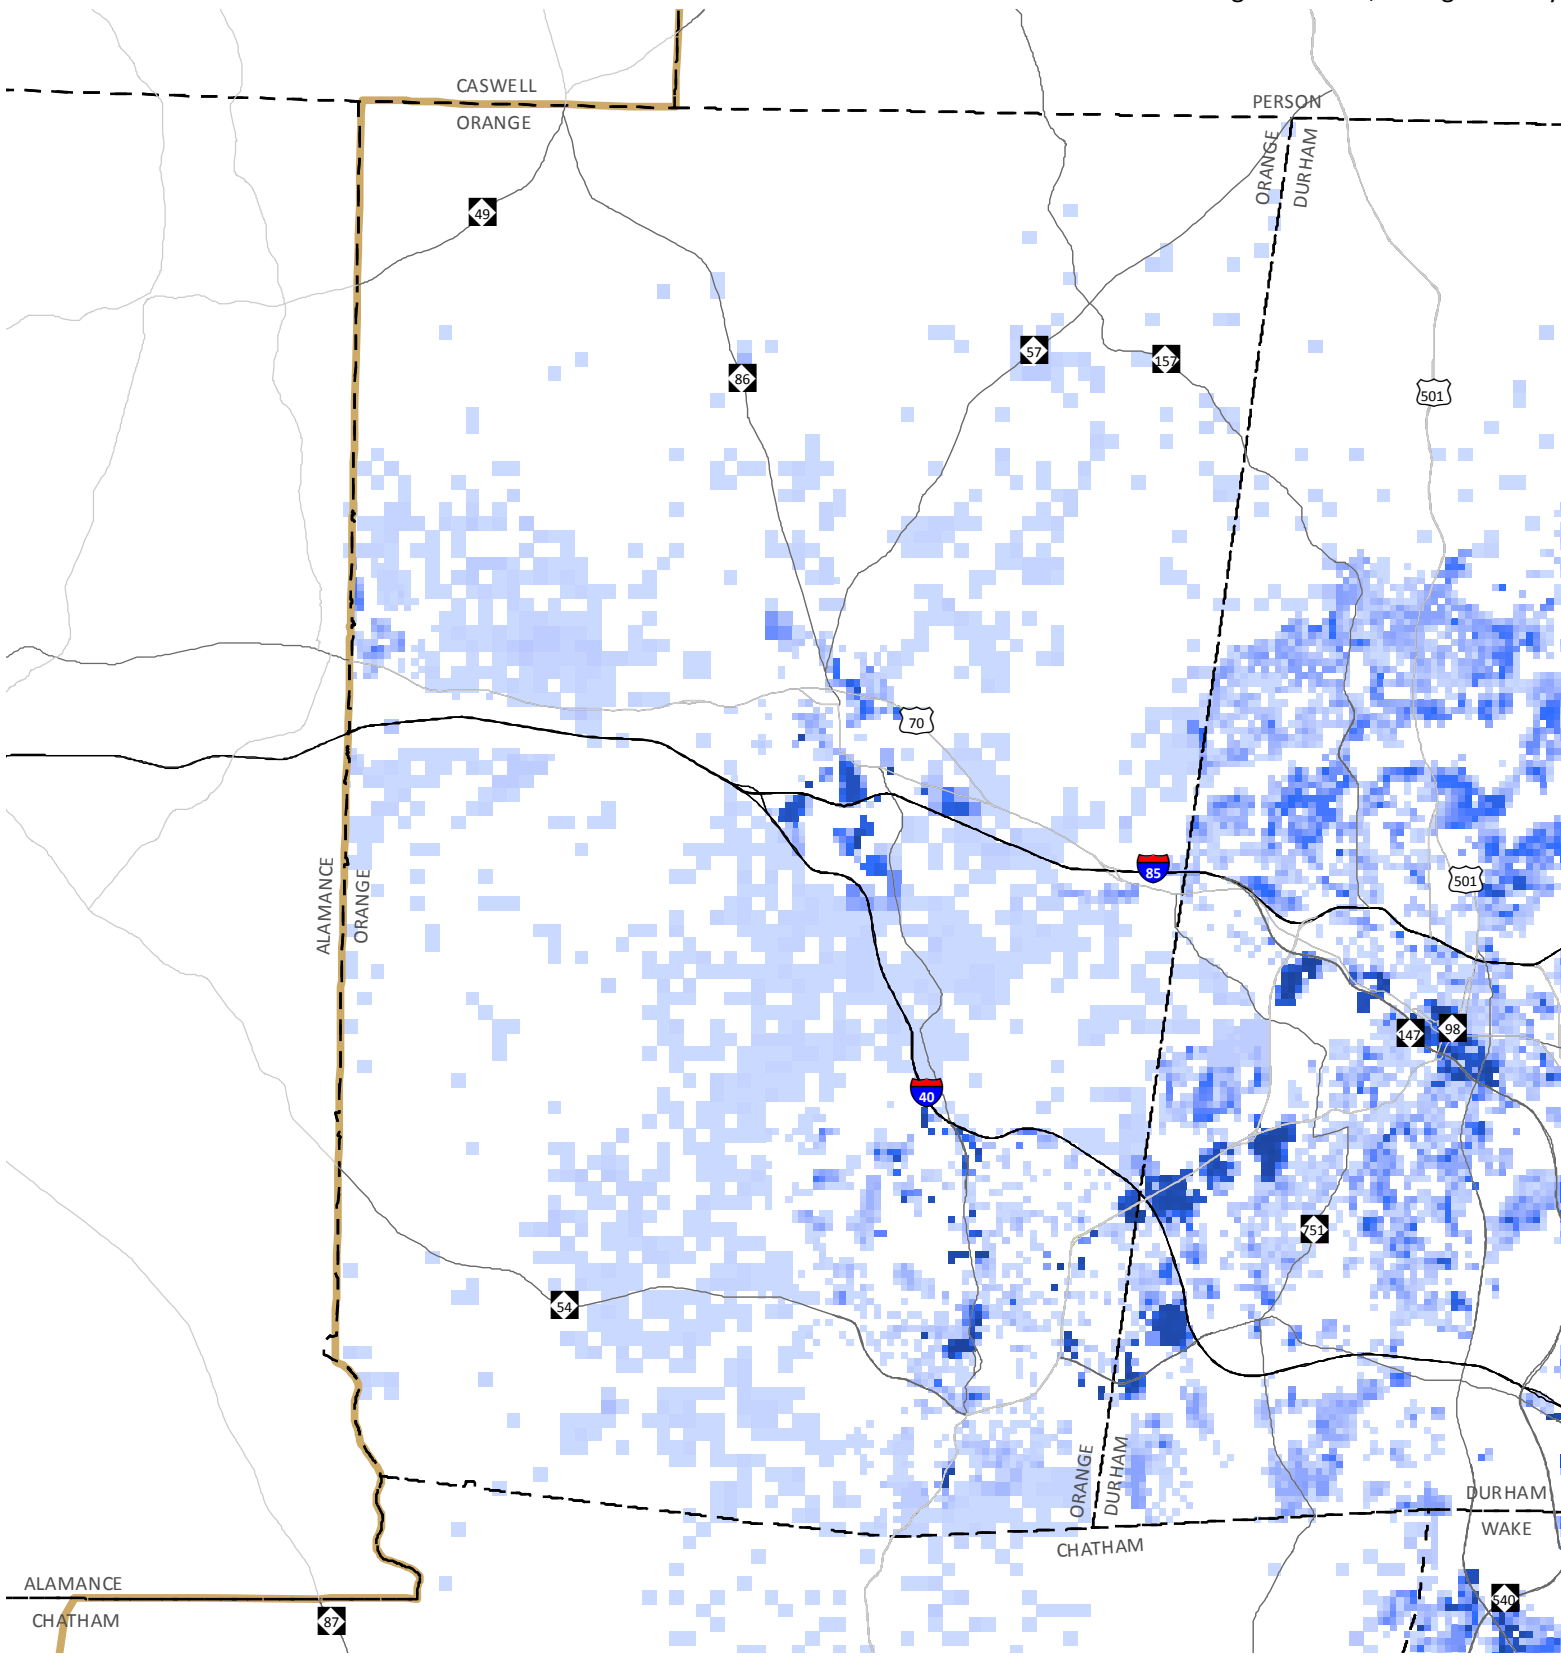 CASWELL
ORANGE
PERSON
ORANGE
DURHAM
49
57
157
86
501
70
85
501
ALAMANCE
ORANGE
147
98
40
751
54
ORANGE
DURHAM
DURHAM
WAKE
CHATHAM
ALAMANCE
CHATHAM
87
540